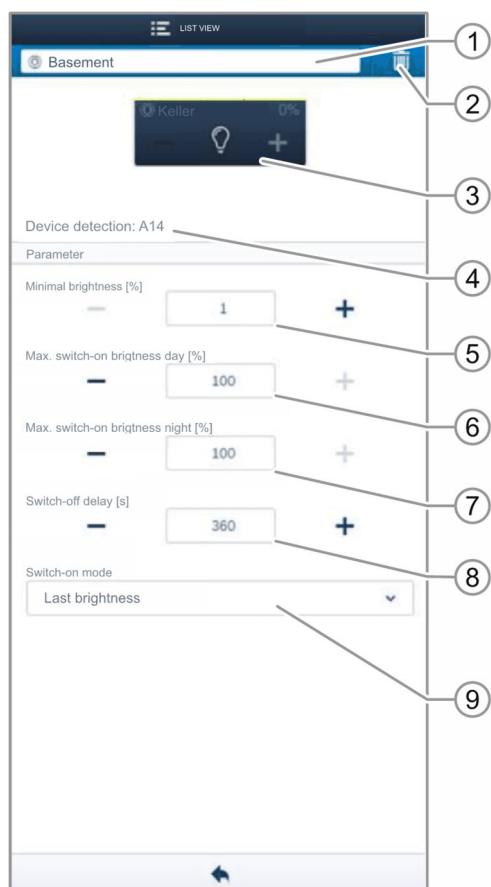 LIST VIEW
1
Basement
2
Keller 0%
3
Device detection: A14
4
Parameter
Minimal brightness [%]
1
5
Max. switch-on brigtness day [%]
100
6
Max. switch-on brigtness night [%]
100
7
Switch-off delay [s]
360
8
Switch-on mode
Last brightness
9